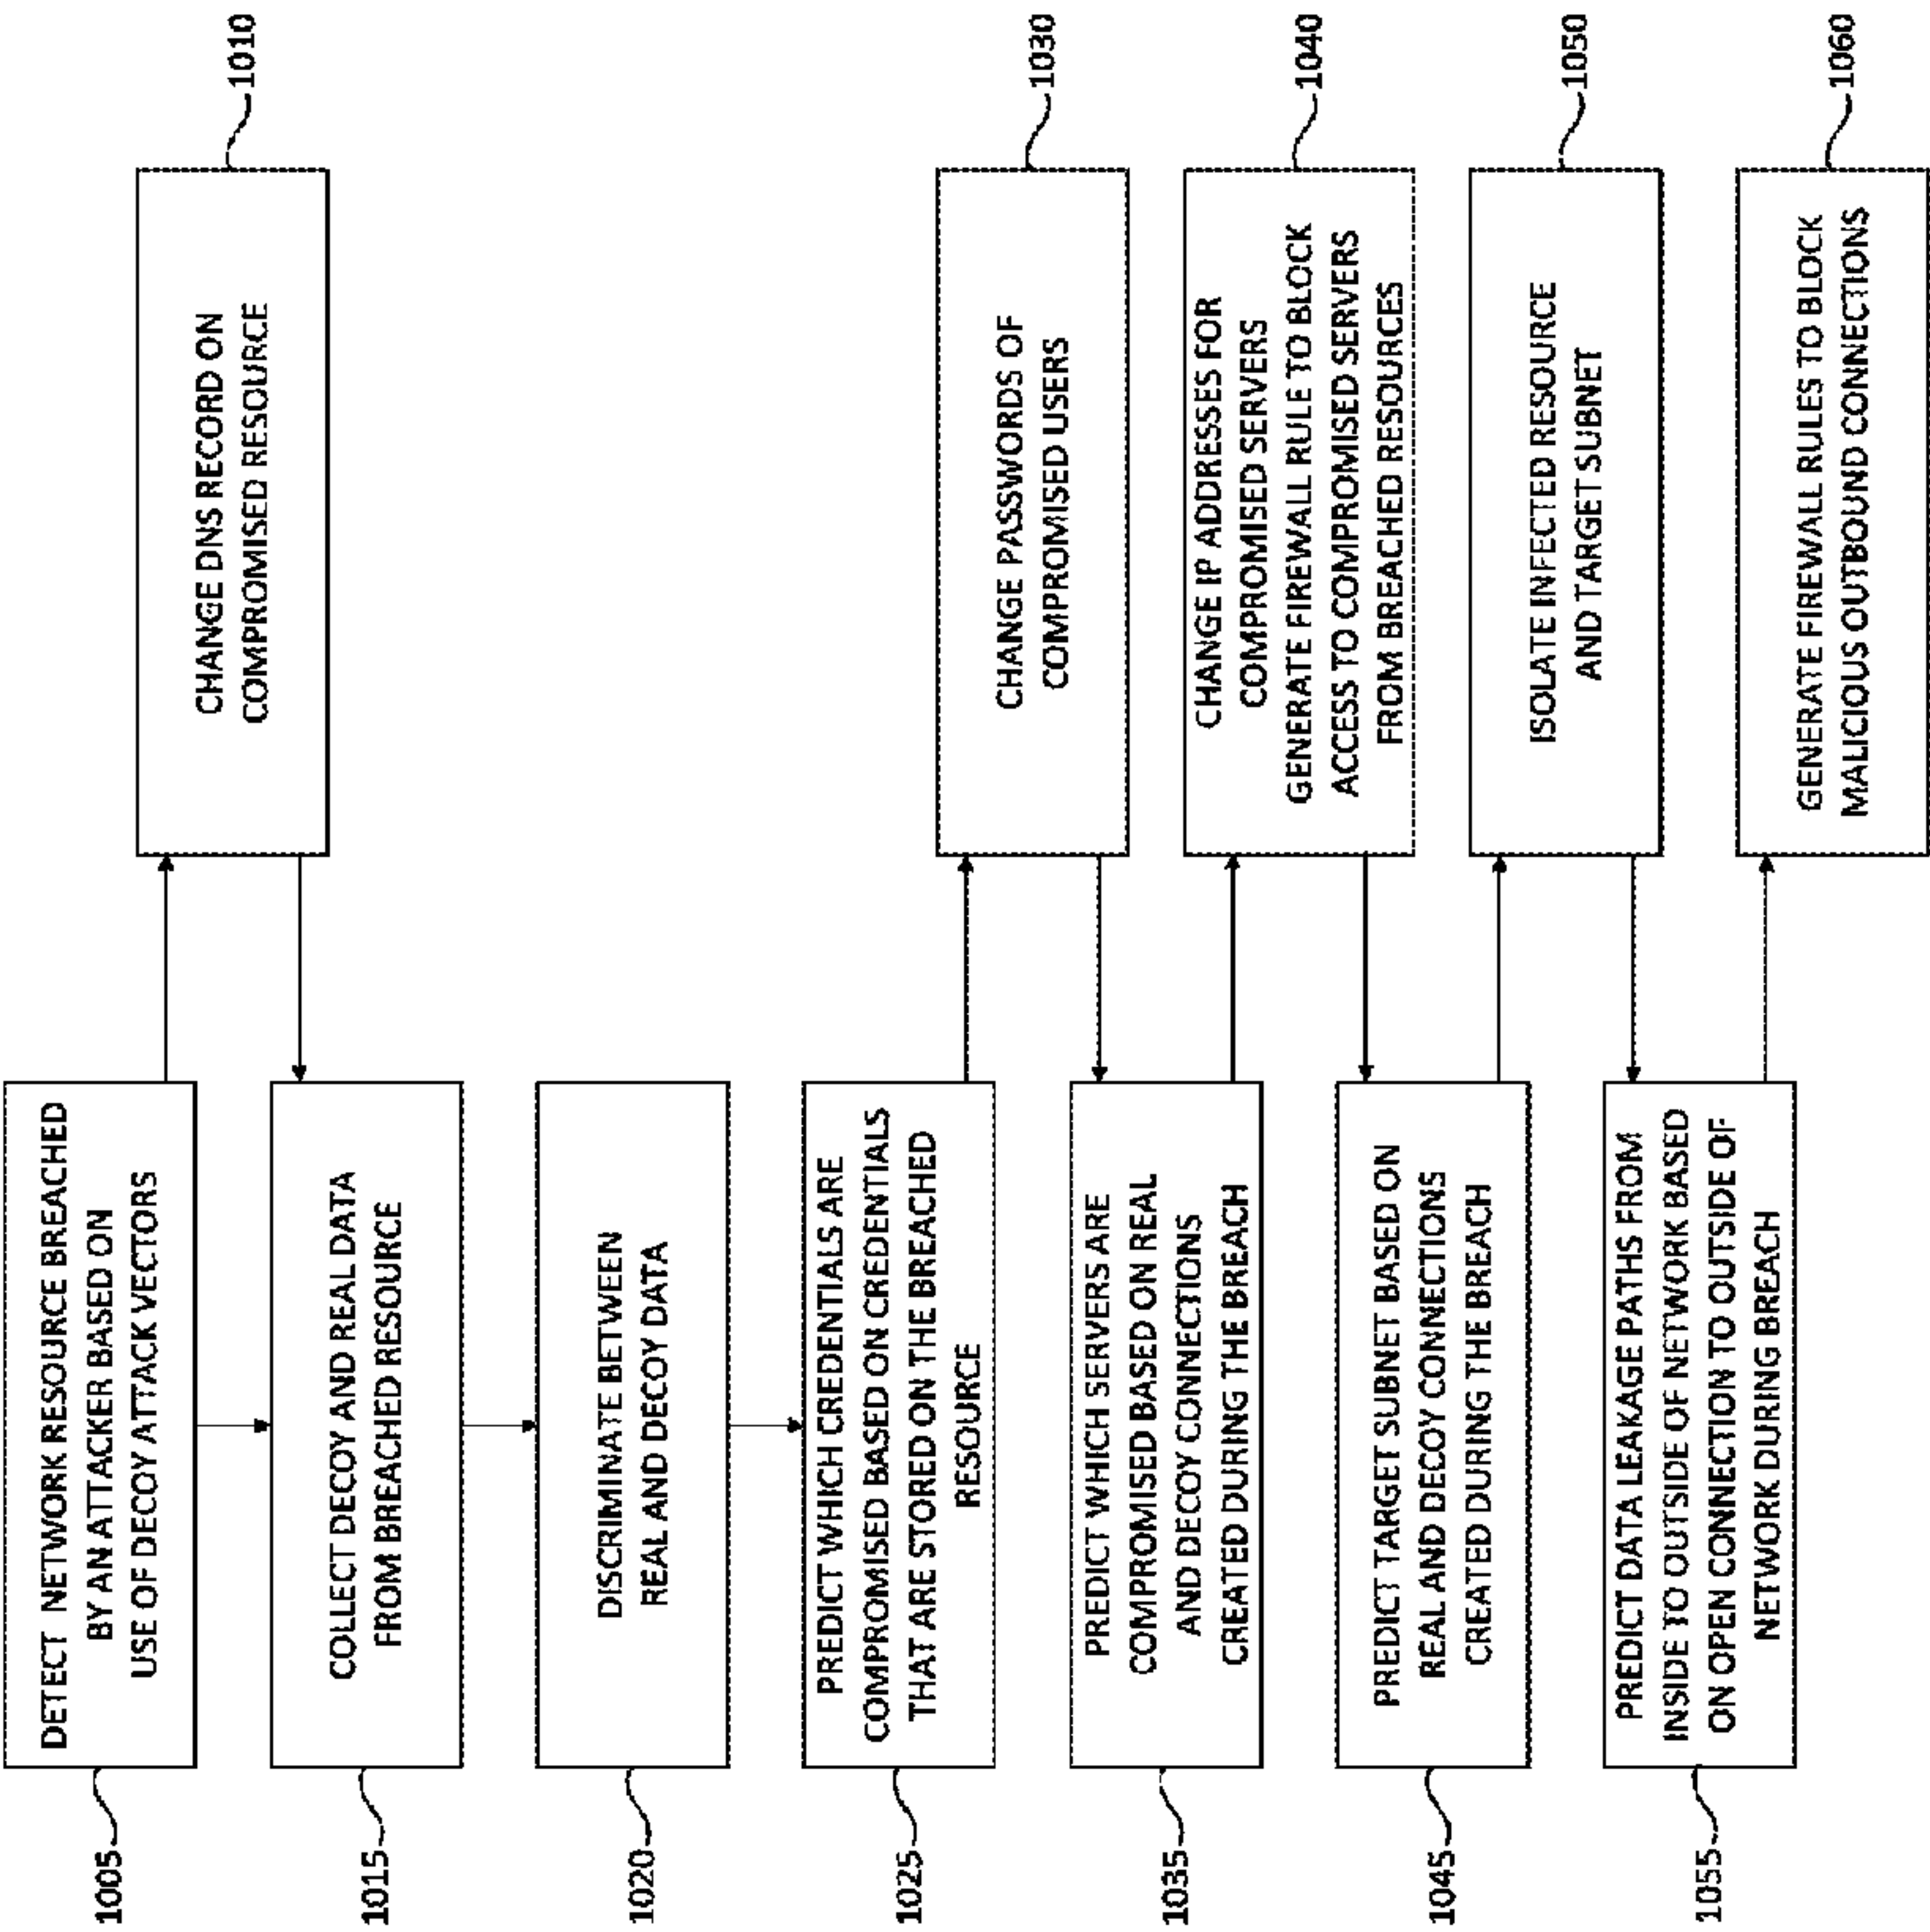 1005
DETECT NETWORK RESOURCE BREACHED
BY AN ATTACKER BASED ON
USE OF DECOY ATTACK VECTORS
CHANGE DNS RECORD ON
COMPROMISED RESOURCE
1010
1015
COLLECT DECOY AND REAL DATA
FROM BREACHED RESOURCE
1020
DISCRIMINATE BETWEEN
REAL AND DECOY DATA
1025
PREDICT WHICH CREDENTIALS ARE
COMPROMISED BASED ON CREDENTIALS
THAT ARE STORED ON THE BREACHED
RESOURCE
CHANGE PASSWORDS OF
COMPROMISED USERS
1030
1035
PREDICT WHICH SERVERS ARE
COMPROMISED BASED ON REAL
AND DECOY CONNECTIONS
CREATED DURING THE BREACH
CHANGE IP ADDRESSES FOR
COMPROMISED SERVERS
GENERATE FIREWALL RULE TO BLOCK
ACCESS TO COMPROMISED SERVERS
FROM BREACHED RESOURCES
1040
1045
PREDICT TARGET SUBNET BASED ON
REAL AND DECOY CONNECTIONS
CREATED DURING THE BREACH
ISOLATE INFECTED RESOURCE
AND TARGET SUBNET
1050
1055
PREDICT DATA LEAKAGE PATHS FROM
INSIDE TO OUTSIDE OF NETWORK BASED
ON OPEN CONNECTION TO OUTSIDE OF
NETWORK DURING BREACH
GENERATE FIREWALL RULES TO BLOCK
MALICIOUS OUTBOUND CONNECTIONS
1060